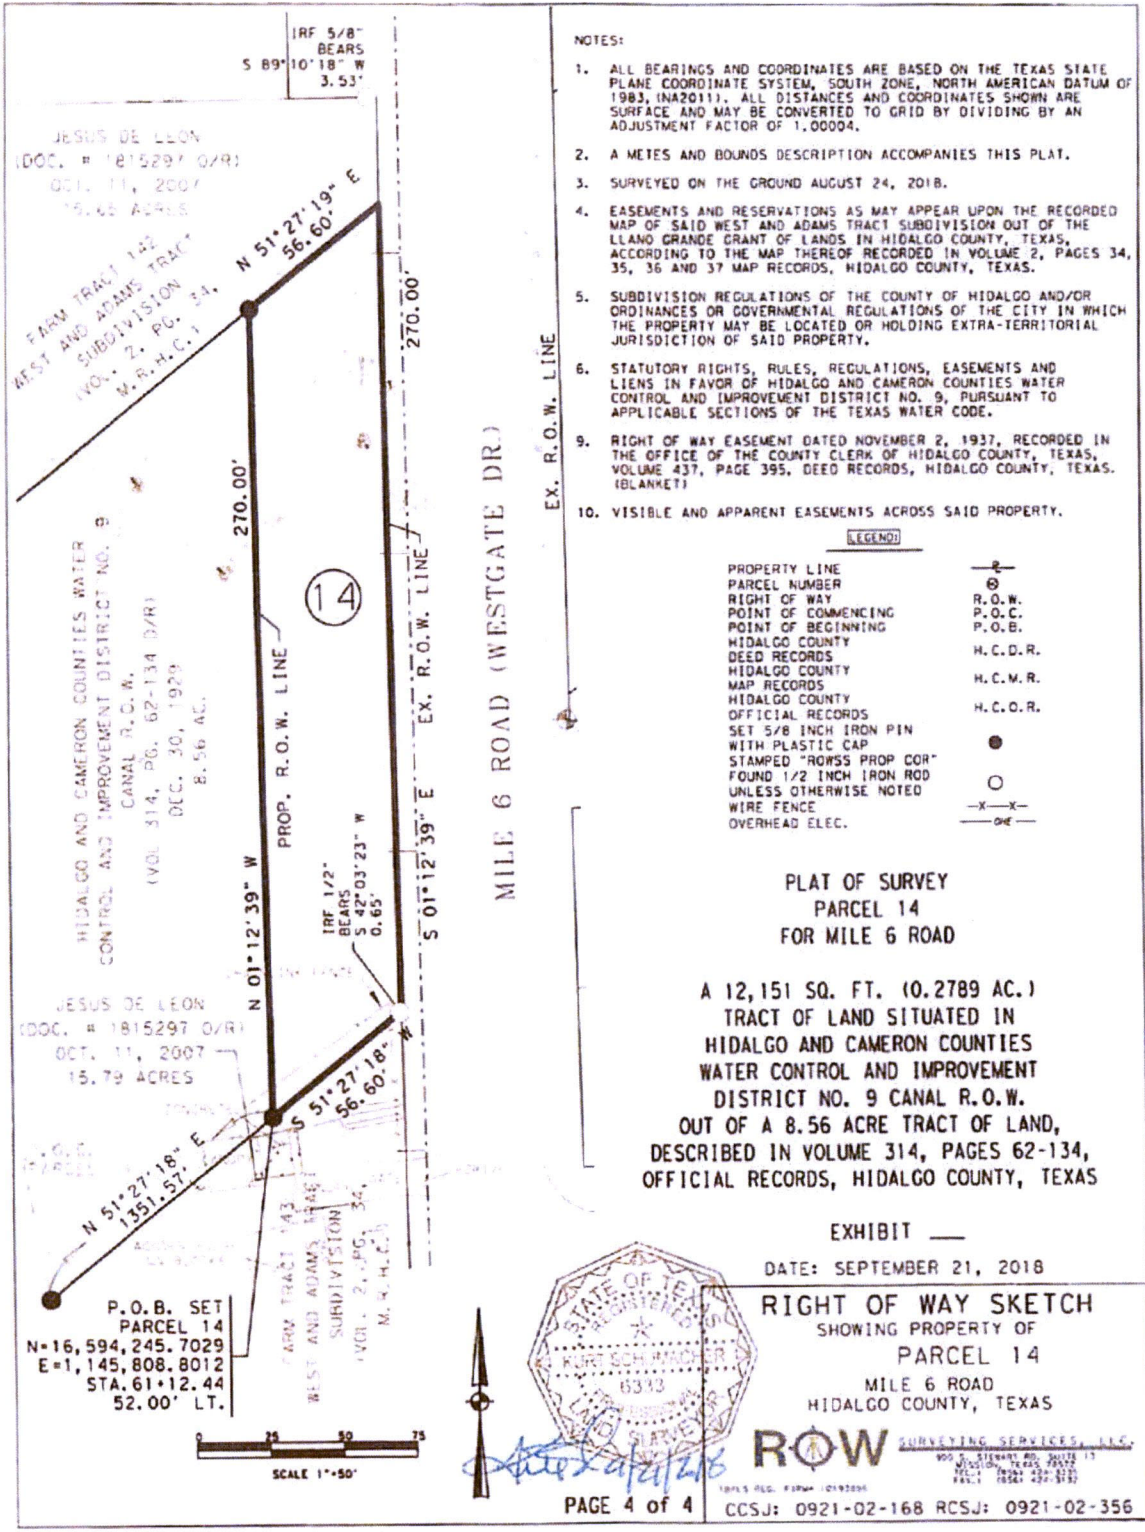 IRF 5/8"
BEARS
S 89°10'18" W
3.53'
JESUS DE LEON
(DOC. # 1815297 O/R)
OCT. 11, 2007
ACRES
N 51°27'19" E
56.60'
FARM TRACT 142
WEST AND ADAMS TRACT
SUBDIVISION
(VOL. 2, PG. 34,
M.R.H.C.)
270.00'
270.00'
EX. R.O.W. LINE
MILE 6 ROAD (WESTGATE DR.)
HIDALGO AND CAMERON COUNTIES WATER
CONTROL AND IMPROVEMENT DISTRICT NO. 9
CANAL R.O.W.
(VOL 314, PG. 62-134 D/R)
DEC. 30, 1929
8.56 AC.
14
PROP. R.O.W. LINE
EX. R.O.W. LINE
N 01°12'39" W
S 01°12'39" E
IRF 1/2"
BEARS
S 42°03'23" W
0.65'
JESUS DE LEON
(DOC. # 1815297 O/R)
OCT. 11, 2007
15.79 ACRES
S 51°27'18" W
56.60'
N 51°27'18" E
1351.57'
FARM TRACT 143
WEST AND ADAMS TRACT
SUBDIVISION
(VOL. 2, PG. 34,
M.R.H.C.)
P.O.B. SET
PARCEL 14
N=16,594,245.7029
E=1,145,808.8012
STA.61+12.44
52.00' LT.
0 25 50 75
SCALE 1"=50'
NOTES:
1. ALL BEARINGS AND COORDINATES ARE BASED ON THE TEXAS STATE
PLANE COORDINATE SYSTEM, SOUTH ZONE, NORTH AMERICAN DATUM OF
1983, (NA2011). ALL DISTANCES AND COORDINATES SHOWN ARE
SURFACE AND MAY BE CONVERTED TO GRID BY DIVIDING BY AN
ADJUSTMENT FACTOR OF 1.00004.
2. A METES AND BOUNDS DESCRIPTION ACCOMPANIES THIS PLAT.
3. SURVEYED ON THE GROUND AUGUST 24, 2018.
4. EASEMENTS AND RESERVATIONS AS MAY APPEAR UPON THE RECORDED
MAP OF SAID WEST AND ADAMS TRACT SUBDIVISION OUT OF THE
LLANO GRANDE GRANT OF LANDS IN HIDALGO COUNTY, TEXAS,
ACCORDING TO THE MAP THEREOF RECORDED IN VOLUME 2, PAGES 34,
35, 36 AND 37 MAP RECORDS, HIDALGO COUNTY, TEXAS.
5. SUBDIVISION REGULATIONS OF THE COUNTY OF HIDALGO AND/OR
ORDINANCES OR GOVERNMENTAL REGULATIONS OF THE CITY IN WHICH
THE PROPERTY MAY BE LOCATED OR HOLDING EXTRA-TERRITORIAL
JURISDICTION OF SAID PROPERTY.
6. STATUTORY RIGHTS, RULES, REGULATIONS, EASEMENTS AND
LIENS IN FAVOR OF HIDALGO AND CAMERON COUNTIES WATER
CONTROL AND IMPROVEMENT DISTRICT NO. 9, PURSUANT TO
APPLICABLE SECTIONS OF THE TEXAS WATER CODE.
9. RIGHT OF WAY EASEMENT DATED NOVEMBER 2, 1937, RECORDED IN
THE OFFICE OF THE COUNTY CLERK OF HIDALGO COUNTY, TEXAS,
VOLUME 437, PAGE 395, DEED RECORDS, HIDALGO COUNTY, TEXAS.
(BLANKET)
10. VISIBLE AND APPARENT EASEMENTS ACROSS SAID PROPERTY.
LEGEND:
PROPERTY LINE
PARCEL NUMBER
RIGHT OF WAY R.O.W.
POINT OF COMMENCING P.O.C.
POINT OF BEGINNING P.O.B.
HIDALGO COUNTY
DEED RECORDS H.C.D.R.
HIDALGO COUNTY
MAP RECORDS H.C.M.R.
HIDALGO COUNTY
OFFICIAL RECORDS H.C.O.R.
SET 5/8 INCH IRON PIN
WITH PLASTIC CAP
STAMPED "ROWSS PROP COR"
FOUND 1/2 INCH IRON ROD
UNLESS OTHERWISE NOTED
WIRE FENCE —X—X—
OVERHEAD ELEC. OHE
PLAT OF SURVEY
PARCEL 14
FOR MILE 6 ROAD
A 12,151 SQ. FT. (0.2789 AC.)
TRACT OF LAND SITUATED IN
HIDALGO AND CAMERON COUNTIES
WATER CONTROL AND IMPROVEMENT
DISTRICT NO. 9 CANAL R.O.W.
OUT OF A 8.56 ACRE TRACT OF LAND,
DESCRIBED IN VOLUME 314, PAGES 62-134,
OFFICIAL RECORDS, HIDALGO COUNTY, TEXAS
EXHIBIT ___
DATE: SEPTEMBER 21, 2018
STATE OF TEXAS
REGISTERED
KURT SCHUMACHER
6333
PROFESSIONAL
LAND SURVEYOR
PAGE 4 of 4
RIGHT OF WAY SKETCH
SHOWING PROPERTY OF
PARCEL 14
MILE 6 ROAD
HIDALGO COUNTY, TEXAS
ROW SURVEYING SERVICES, LLC.
CCSJ: 0921-02-168 RCSJ: 0921-02-356